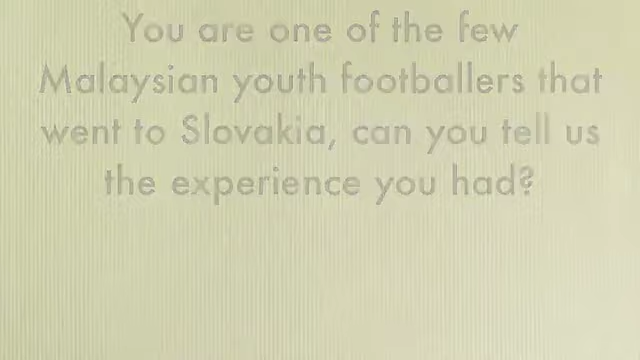 You are one of the few
Malaysian youth footballers that
went to Slovakia, can you tell us
the experience you had?